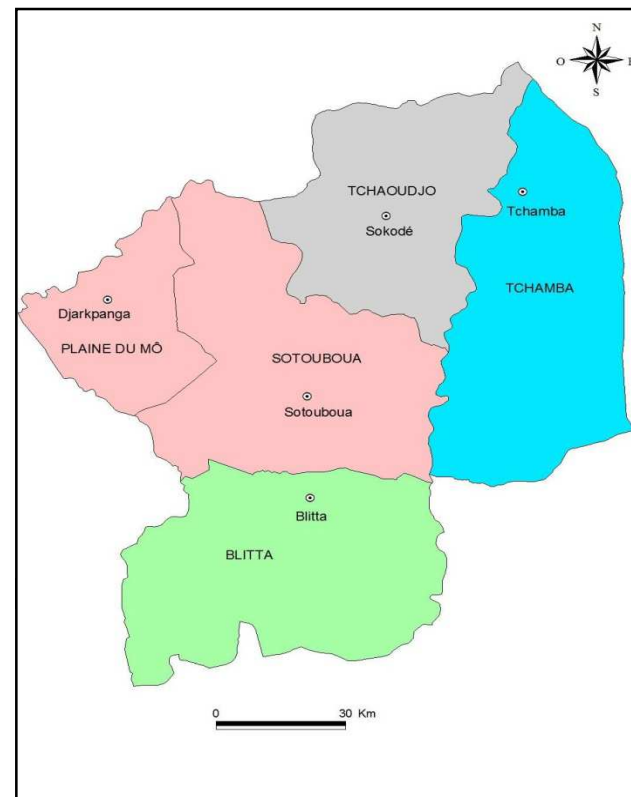 N
O
E
S
TCHAOUDJO
Tchamba
Sokodé
TCHAMBA
Djarkpanga
PLAINE DU MÔ
SOTOUBOUA
Sotouboua
Blitta
BLITTA
0 30 Km